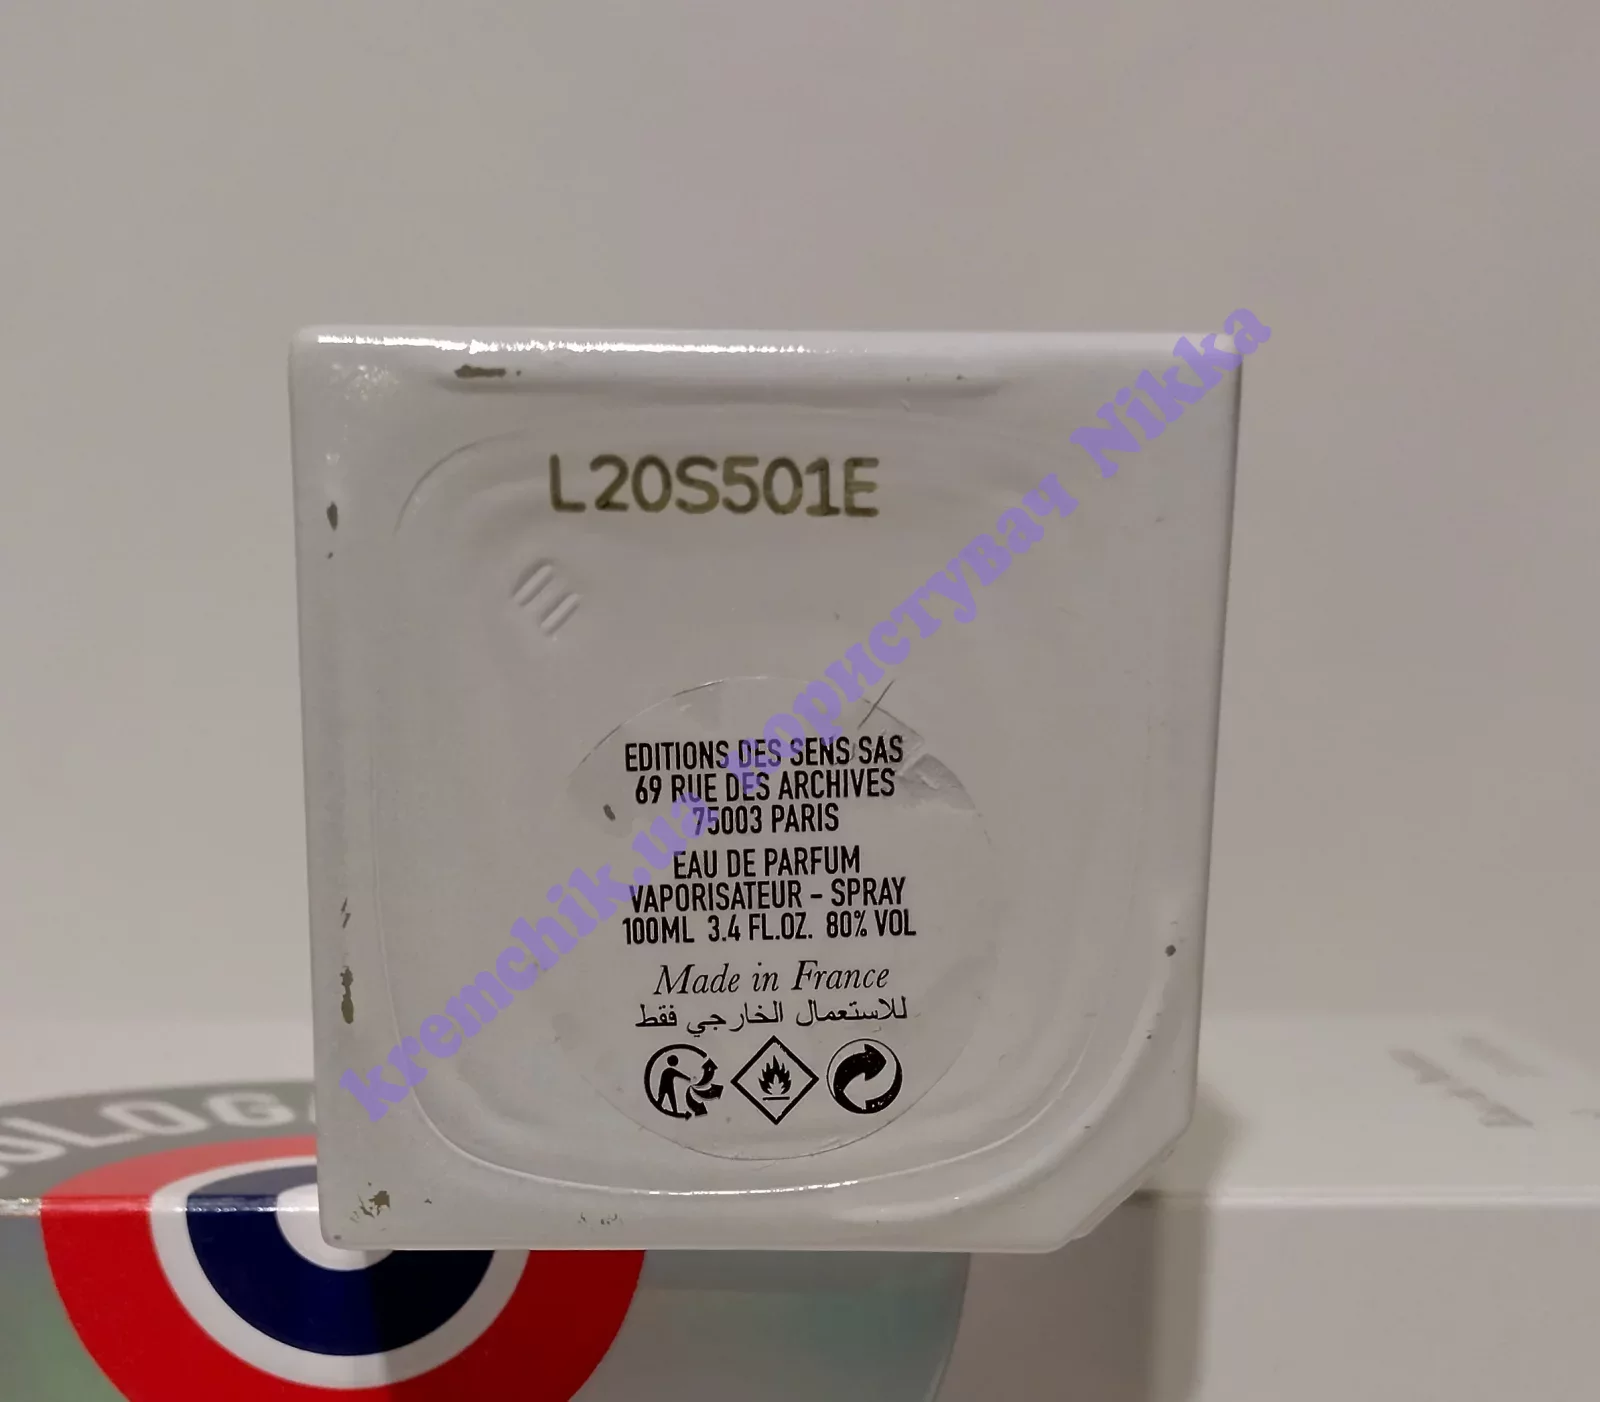 L20S501E
EDITIONS DES SENS SAS
69 RUE DES ARCHIVES
75003 PARIS
EAU DE PARFUM
VAPORISATEUR – SPRAY
100ML 3.4 FL.OZ. 80% VOL
Made in France
للاستعمال الخارجي فقط
kremchik.ua користувач Nikka